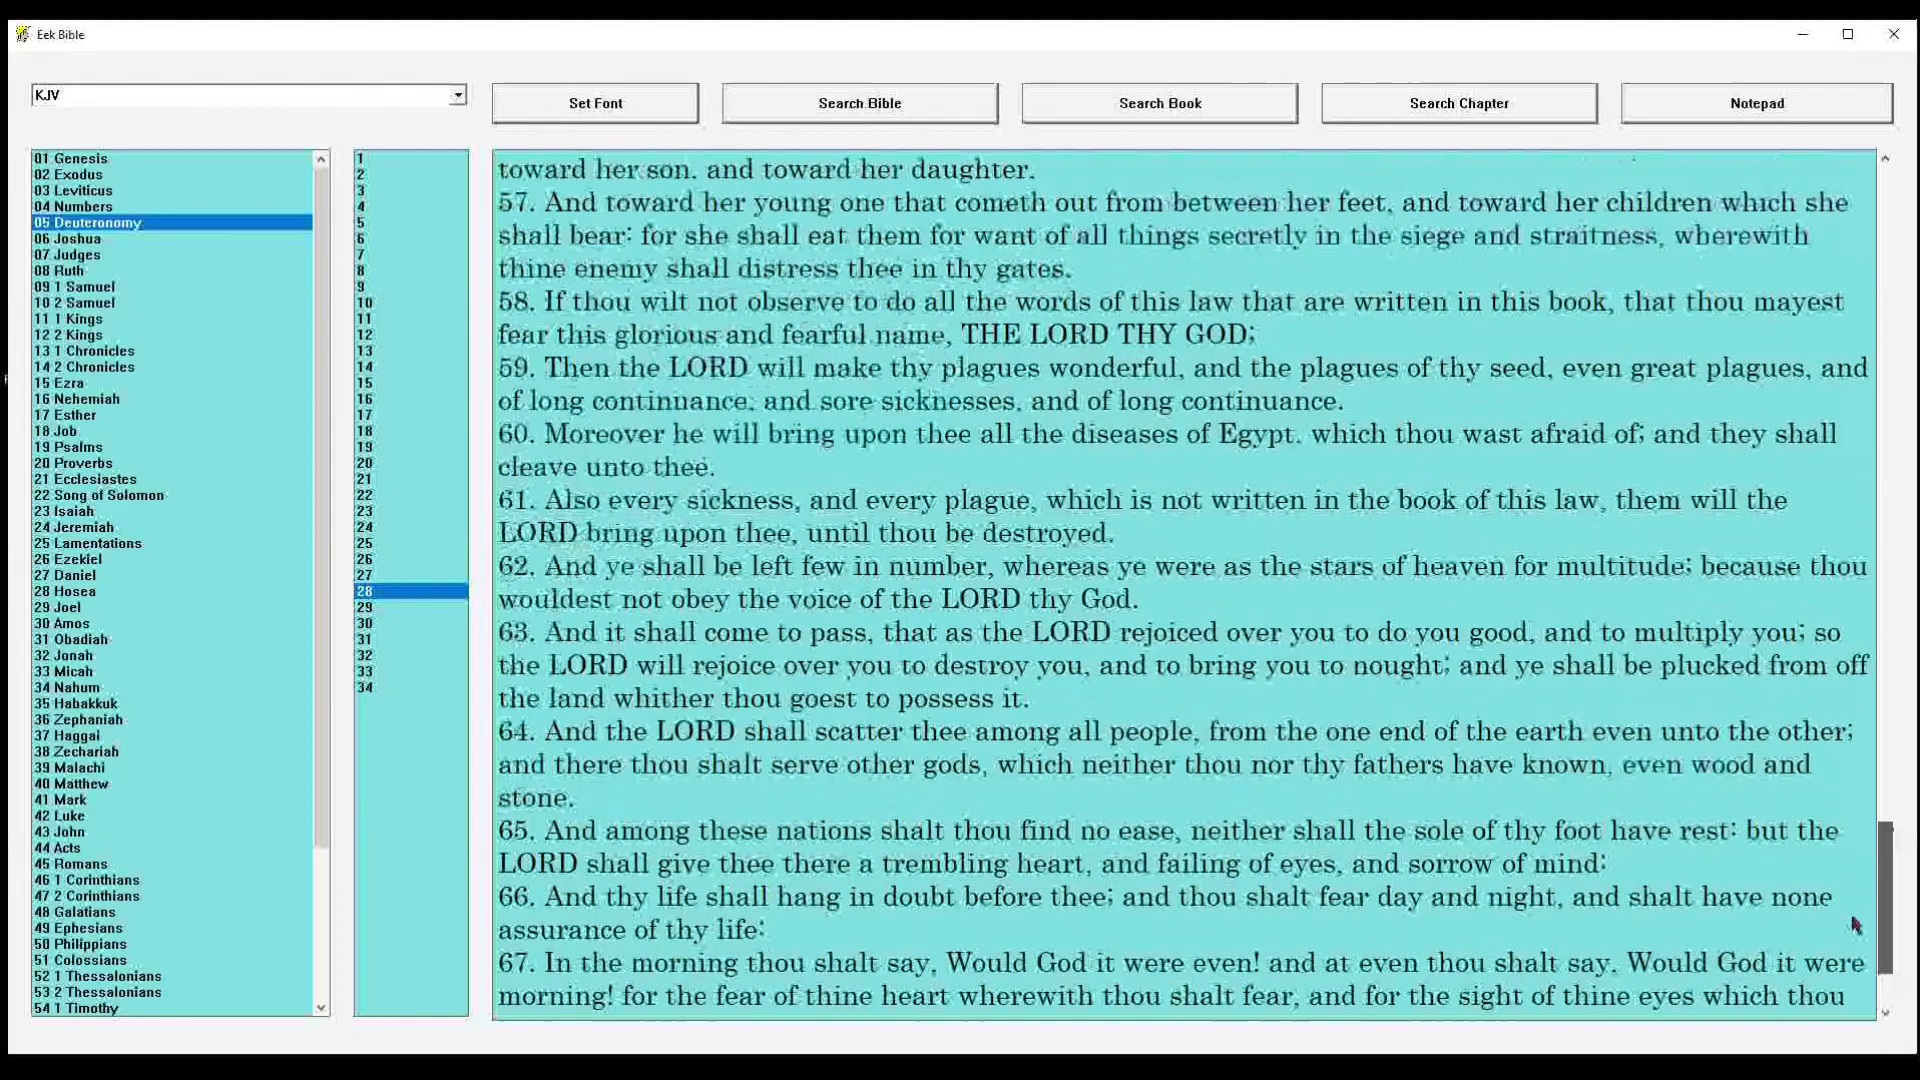 Eek Bible
KJV
Set Font
Search Bible
Search Book
Search Chapter
Notepad
01 Genesis
02 Exodus
03 Leviticus
04 Numbers
05 Deuteronomy
06 Joshua
07 Judges
08 Ruth
09 1 Samuel
10 2 Samuel
11 1 Kings
12 2 Kings
13 1 Chronicles
14 2 Chronicles
15 Ezra
16 Nehemiah
17 Esther
18 Job
19 Psalms
20 Proverbs
21 Ecclesiastes
22 Song of Solomon
23 Isaiah
24 Jeremiah
25 Lamentations
26 Ezekiel
27 Daniel
28 Hosea
29 Joel
30 Amos
31 Obadiah
32 Jonah
33 Micah
34 Nahum
35 Habakkuk
36 Zephaniah
37 Haggai
38 Zechariah
39 Malachi
40 Matthew
41 Mark
42 Luke
43 John
44 Acts
45 Romans
46 1 Corinthians
47 2 Corinthians
48 Galatians
49 Ephesians
50 Philippians
51 Colossians
52 1 Thessalonians
53 2 Thessalonians
54 1 Timothy
1
2
3
4
5
6
7
8
9
10
11
12
13
14
15
16
17
18
19
20
21
22
23
24
25
26
27
28
29
30
31
32
33
34
toward her son, and toward her daughter.
57. And toward her young one that cometh out from between her feet, and toward her children which she
shall bear: for she shall eat them for want of all things secretly in the siege and straitness, wherewith
thine enemy shall distress thee in thy gates.
58. If thou wilt not observe to do all the words of this law that are written in this book, that thou mayest
fear this glorious and fearful name, THE LORD THY GOD;
59. Then the LORD will make thy plagues wonderful, and the plagues of thy seed, even great plagues, and
of long continuance, and sore sicknesses, and of long continuance.
60. Moreover he will bring upon thee all the diseases of Egypt, which thou wast afraid of; and they shall
cleave unto thee.
61. Also every sickness, and every plague, which is not written in the book of this law, them will the
LORD bring upon thee, until thou be destroyed.
62. And ye shall be left few in number, whereas ye were as the stars of heaven for multitude; because thou
wouldest not obey the voice of the LORD thy God.
63. And it shall come to pass, that as the LORD rejoiced over you to do you good, and to multiply you; so
the LORD will rejoice over you to destroy you, and to bring you to nought; and ye shall be plucked from off
the land whither thou goest to possess it.
64. And the LORD shall scatter thee among all people, from the one end of the earth even unto the other;
and there thou shalt serve other gods, which neither thou nor thy fathers have known, even wood and
stone.
65. And among these nations shalt thou find no ease, neither shall the sole of thy foot have rest: but the
LORD shall give thee there a trembling heart, and failing of eyes, and sorrow of mind:
66. And thy life shall hang in doubt before thee; and thou shalt fear day and night, and shalt have none
assurance of thy life:
67. In the morning thou shalt say, Would God it were even! and at even thou shalt say, Would God it were
morning! for the fear of thine heart wherewith thou shalt fear, and for the sight of thine eyes which thou